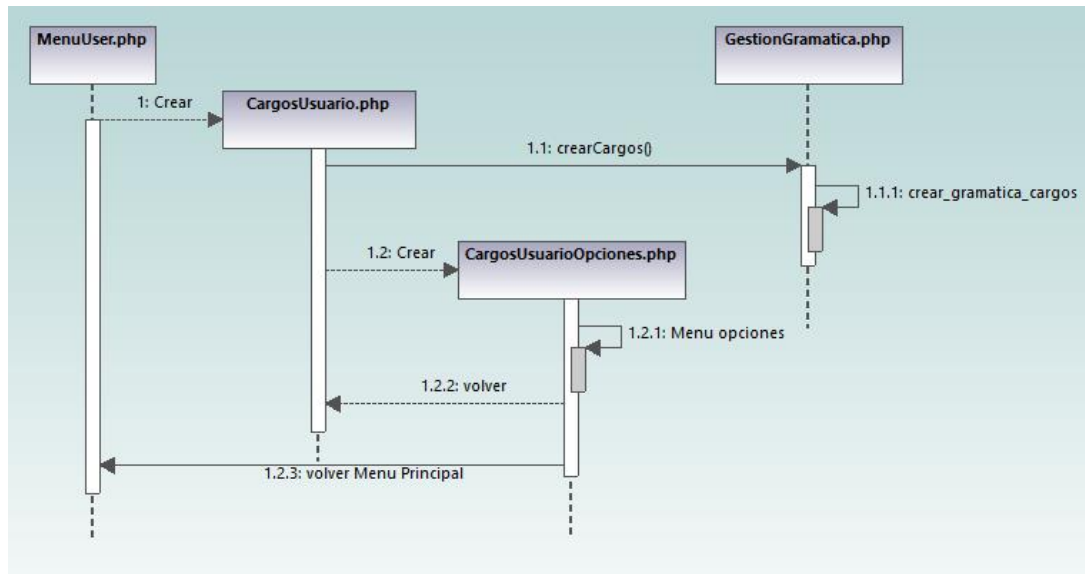 MenuUser.php
GestionGramatica.php
1: Crear
CargosUsuario.php
1.1: crearCargos()
1.1.1: crear_gramatica_cargos
1.2: Crear
CargosUsuarioOpciones.php
1.2.1: Menu opciones
1.2.2: volver
1.2.3: volver Menu Principal